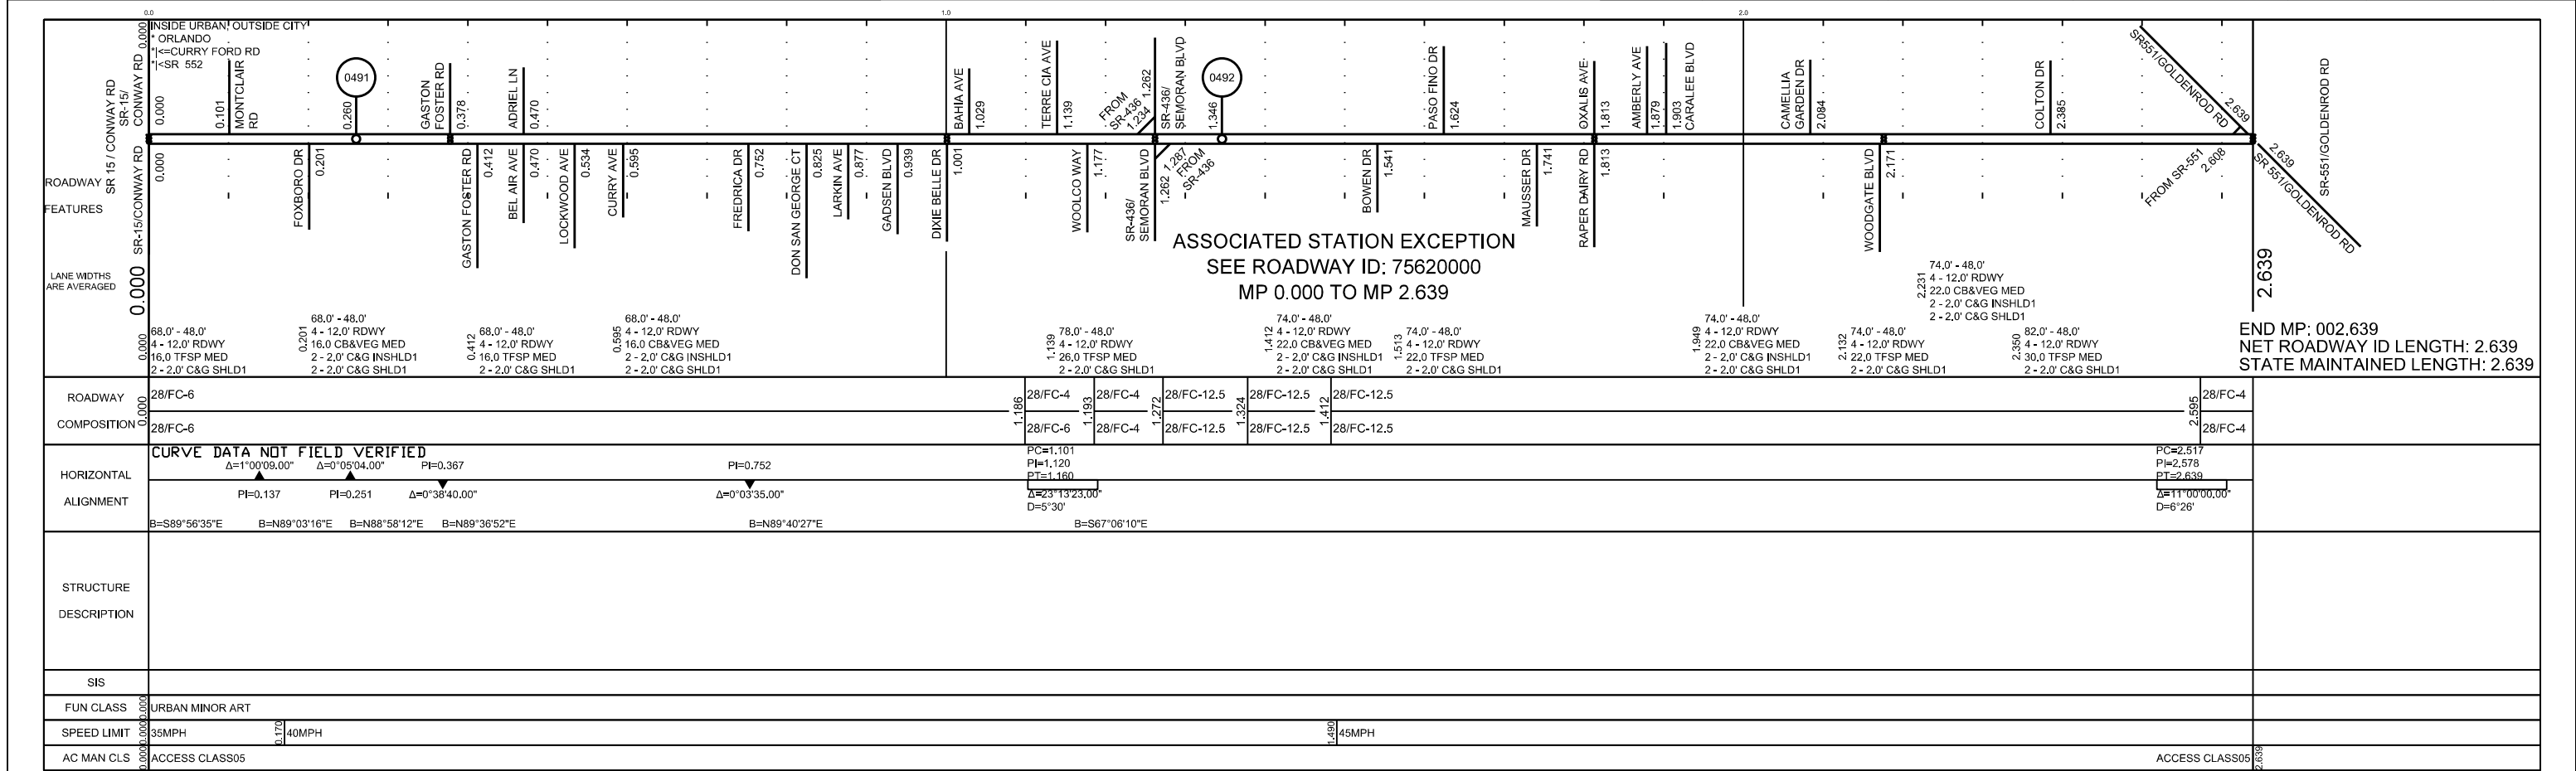 0.0
1.0
2.0
INSIDE URBAN, OUTSIDE CITY
* ORLANDO
*|<=CURRY FORD RD
*|<SR 552
SR 15 / CONWAY RD
SR-15/
CONWAY RD
0.000
0.000
0.101
MONTCLAIR
RD
0491
0.260
GASTON
FOSTER RD
0.378
ADRIEL LN
0.470
BAHIA AVE
1.029
TERRE CIA AVE
1.139
FROM
SR-436
1.234
1.262
SR-436/
SEMORAN BLVD
0492
1.346
PASO FINO DR
1.624
OXALIS AVE
1.813
AMBERLY AVE
1.879
1.903
CARALEE BLVD
CAMELLIA
GARDEN DR
2.084
COLTON DR
2.385
SR551/GOLDENROD RD
2.639
SR-551/GOLDENROD RD
ROADWAY
FEATURES
LANE WIDTHS
ARE AVERAGED
SR-15/CONWAY RD
0.000
0.000
FOXBORO DR
0.201
GASTON FOSTER RD
0.412
BEL AIR AVE
0.470
LOCKWOOD AVE
0.534
CURRY AVE
0.595
FREDRICA DR
0.752
DON SAN GEORGE CT
0.825
LARKIN AVE
0.877
GADSEN BLVD
0.939
DIXIE BELLE DR
1.001
WOOLCO WAY
1.177
SR-436/
SEMORAN BLVD
1.262
1.287
FROM
SR-436
BOWEN DR
1.541
MAUSSER DR
1.741
RAPER DAIRY RD
1.813
WOODGATE BLVD
2.171
FROM SR-551
2.608
2.639
SR 551/GOLDENROD RD
2.639
ASSOCIATED STATION EXCEPTION
SEE ROADWAY ID: 75620000
MP 0.000 TO MP 2.639
0.000
68.0' - 48.0'
4 - 12.0' RDWY
16.0 TFSP MED
2 - 2.0' C&G SHLD1
0.201
68.0' - 48.0'
4 - 12.0' RDWY
16.0 CB&VEG MED
2 - 2.0' C&G INSHLD1
2 - 2.0' C&G SHLD1
0.412
68.0' - 48.0'
4 - 12.0' RDWY
16.0 TFSP MED
2 - 2.0' C&G SHLD1
0.595
68.0' - 48.0'
4 - 12.0' RDWY
16.0 CB&VEG MED
2 - 2.0' C&G INSHLD1
2 - 2.0' C&G SHLD1
1.139
78.0' - 48.0'
4 - 12.0' RDWY
26.0 TFSP MED
2 - 2.0' C&G SHLD1
1.412
74.0' - 48.0'
4 - 12.0' RDWY
22.0 CB&VEG MED
2 - 2.0' C&G INSHLD1
2 - 2.0' C&G SHLD1
1.513
74.0' - 48.0'
4 - 12.0' RDWY
22.0 TFSP MED
2 - 2.0' C&G SHLD1
1.949
74.0' - 48.0'
4 - 12.0' RDWY
22.0 CB&VEG MED
2 - 2.0' C&G INSHLD1
2 - 2.0' C&G SHLD1
2.132
74.0' - 48.0'
4 - 12.0' RDWY
22.0 TFSP MED
2 - 2.0' C&G SHLD1
2.231
74.0' - 48.0'
4 - 12.0' RDWY
22.0 CB&VEG MED
2 - 2.0' C&G INSHLD1
2 - 2.0' C&G SHLD1
2.350
82.0' - 48.0'
4 - 12.0' RDWY
30.0 TFSP MED
2 - 2.0' C&G SHLD1
END MP: 002.639
NET ROADWAY ID LENGTH: 2.639
STATE MAINTAINED LENGTH: 2.639
ROADWAY
COMPOSITION
0.000
28/FC-6
28/FC-6
1.186
28/FC-4
28/FC-6
1.193
28/FC-4
28/FC-4
1.272
28/FC-12.5
28/FC-12.5
1.324
28/FC-12.5
28/FC-12.5
1.412
28/FC-12.5
28/FC-12.5
2.595
28/FC-4
28/FC-4
HORIZONTAL
ALIGNMENT
CURVE DATA NOT FIELD VERIFIED
Δ=1°00'09.00" Δ=0°05'04.00" PI=0.367 PI=0.752
PI=0.137 PI=0.251 Δ=0°38'40.00" Δ=0°03'35.00"
PC=1.101
PI=1.120
PT=1.160
Δ=23°13'23.00"
D=5°30'
PC=2.517
PI=2.578
PT=2.639
Δ=11°00'00.00"
D=6°26'
B=S89°56'35"E B=N89°03'16"E B=N88°58'12"E B=N89°36'52"E B=N89°40'27"E B=S67°06'10"E
STRUCTURE
DESCRIPTION
SIS
FUN CLASS 0.000 URBAN MINOR ART
SPEED LIMIT 0.000 35MPH 0.170 40MPH 1.490 45MPH
AC MAN CLS 0.000 ACCESS CLASS05 ACCESS CLASS05 2.639